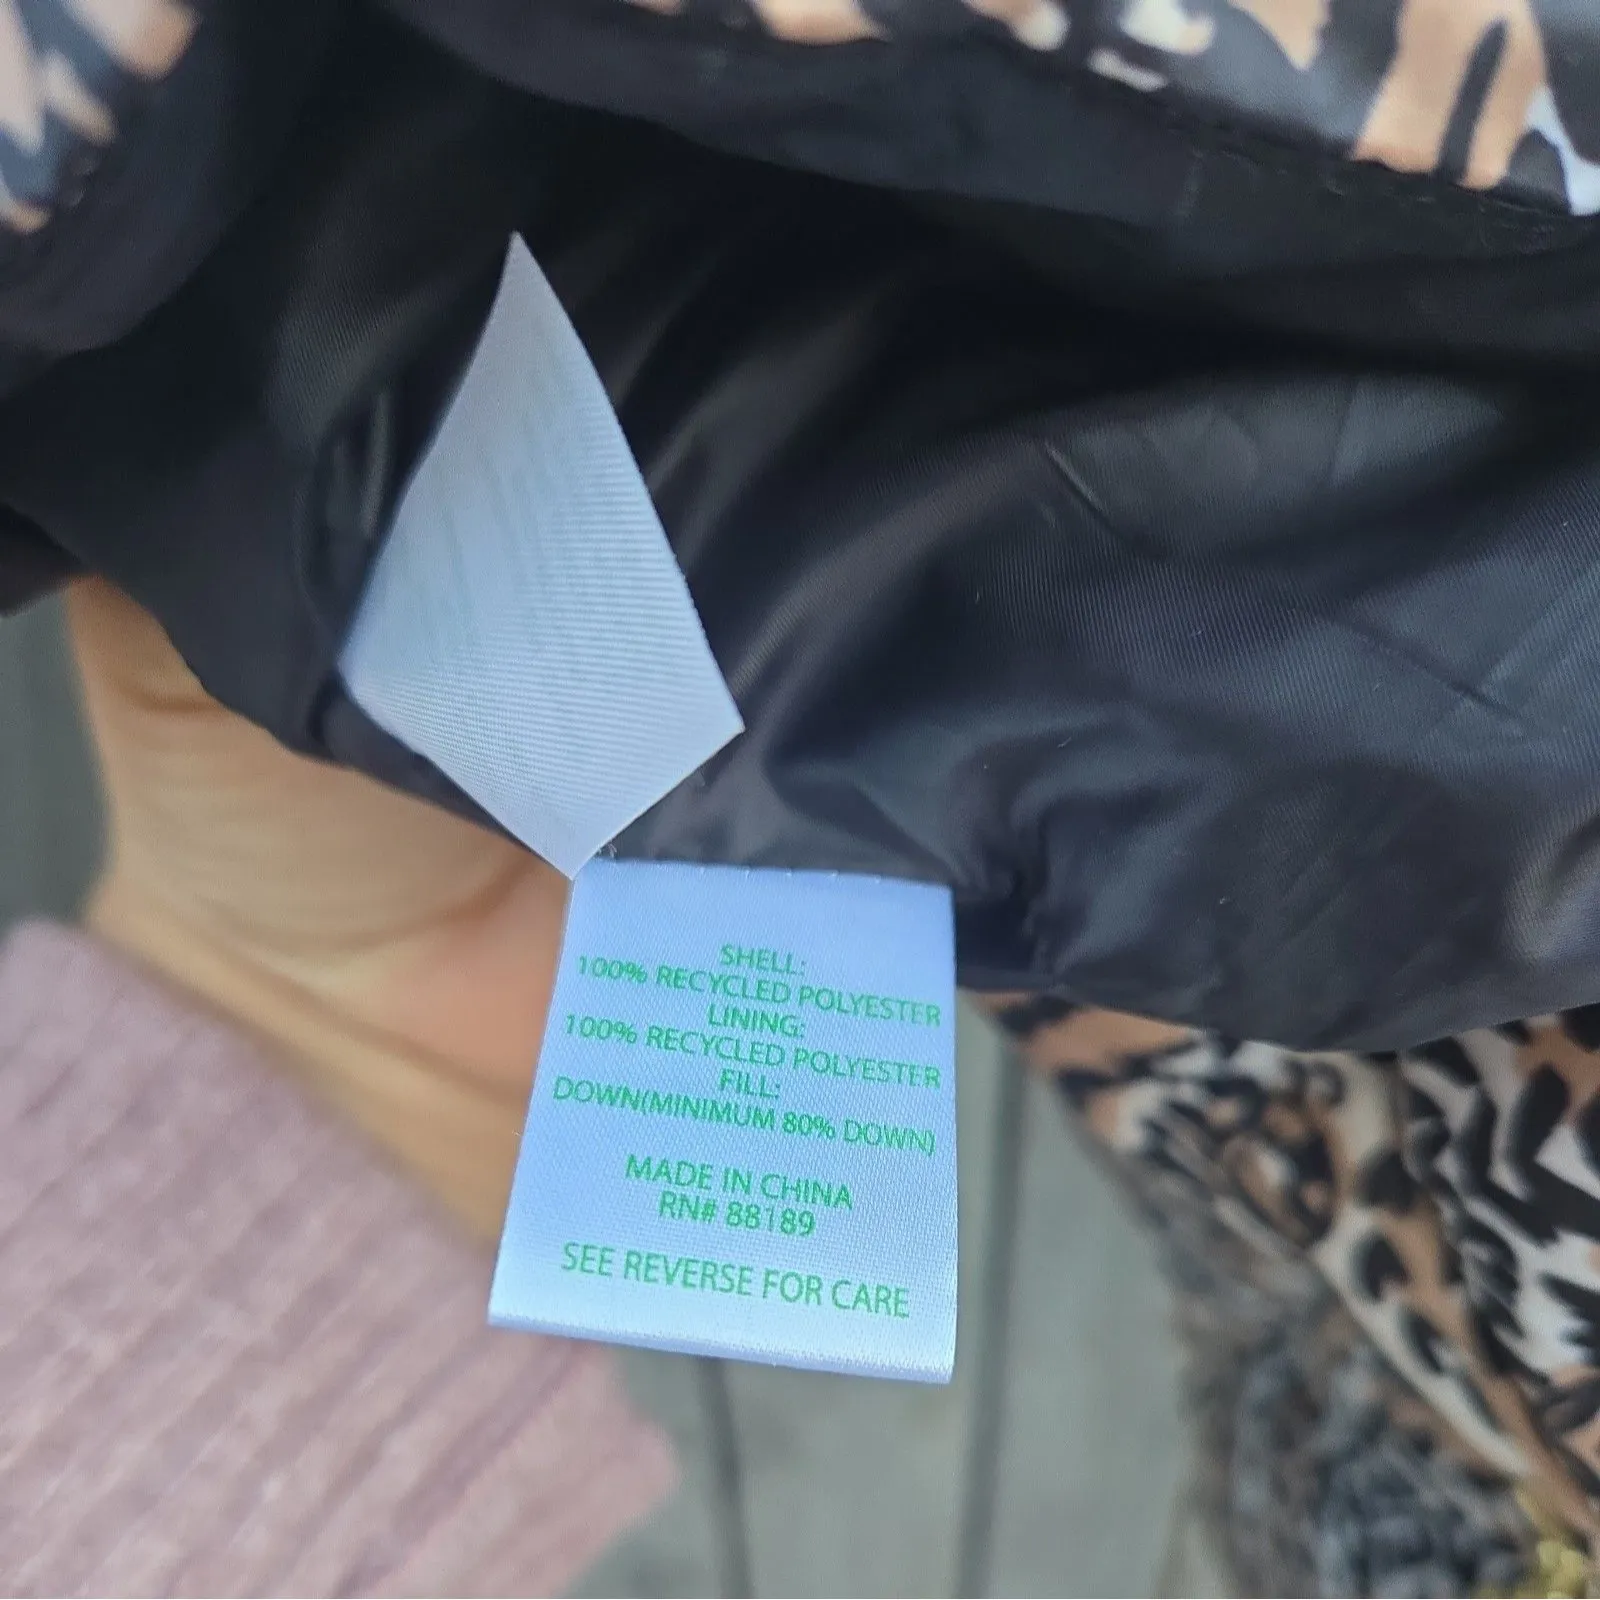 SHELL:
100% RECYCLED POLYESTER
LINING:
100% RECYCLED POLYESTER
FILL:
DOWN(MINIMUM 80% DOWN)
MADE IN CHINA
RN# 88189
SEE REVERSE FOR CARE